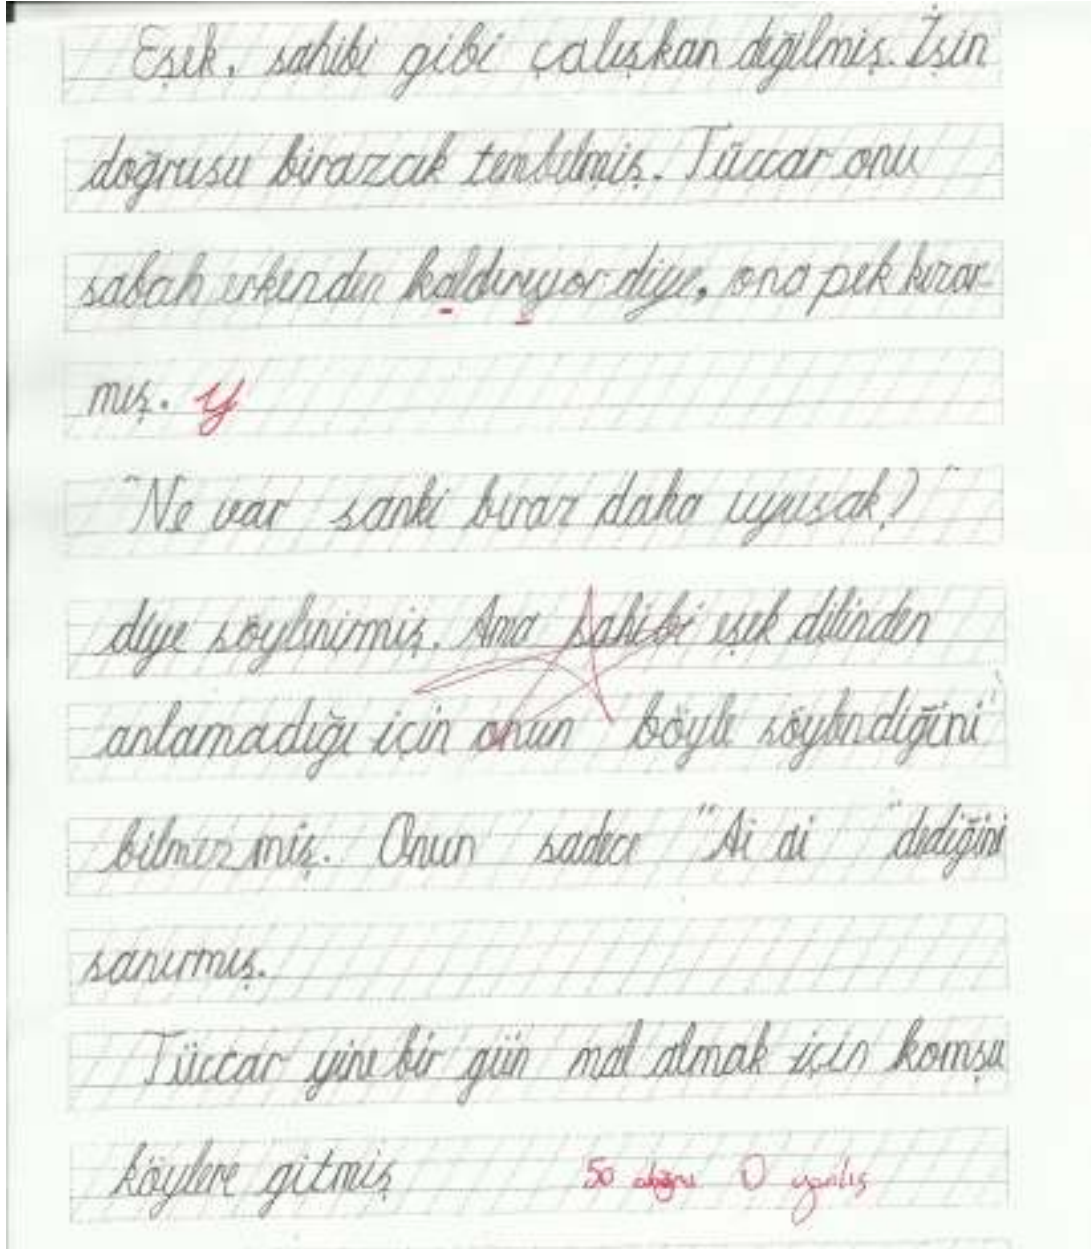 Eşek, sahibi gibi çalışkan değilmiş. İşin
doğrusu birazcık tembelmiş. Tüccar onu
sabah erkenden kaldırıyor diye, ona pek kızar-
mış. y
"Ne var sanki biraz daha uyusak?"
diye söylenirmiş. Ama sahibi eşek dilinden
anlamadığı için onun böyle söylendiğini
bilmezmiş. Onun sadece "Ai ai" dediğini
sanırmış.
Tüccar yine bir gün mal almak için komşu
köylere gitmiş
50 doğru 0 yanlış